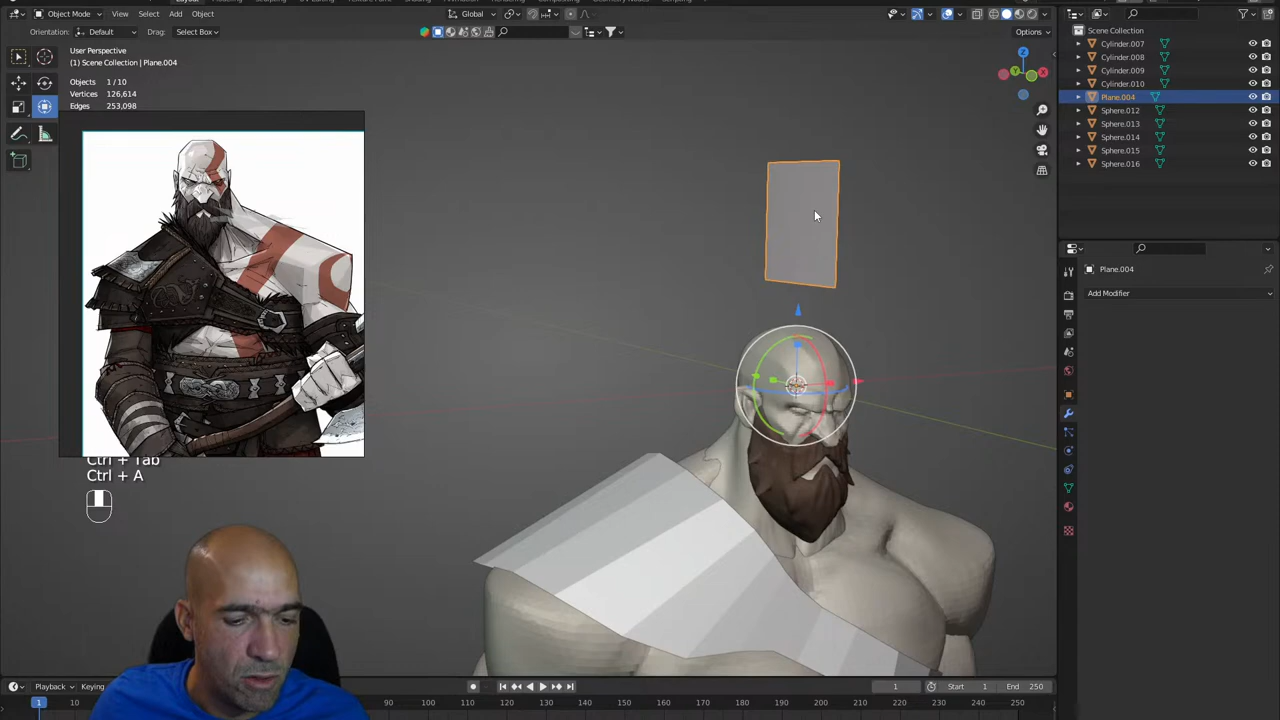 Object Mode
View
Select
Add
Object
Global
Orientation:
Default
Drag:
Select Box
Options
User Perspective
(1) Scene Collection | Plane.004
Objects 1 / 10
Vertices 126,614
Edges 253,098
Ctrl + Tab
Ctrl + A
Z
Y
X
Scene Collection
Cylinder.007
Cylinder.008
Cylinder.009
Cylinder.010
Plane.004
Sphere.012
Sphere.013
Sphere.014
Sphere.015
Sphere.016
Plane.004
Add Modifier
Playback
Keying
1
Start 1
End 250
1
10
100
110
120
130
140
150
160
170
180
190
200
210
220
230
240
250